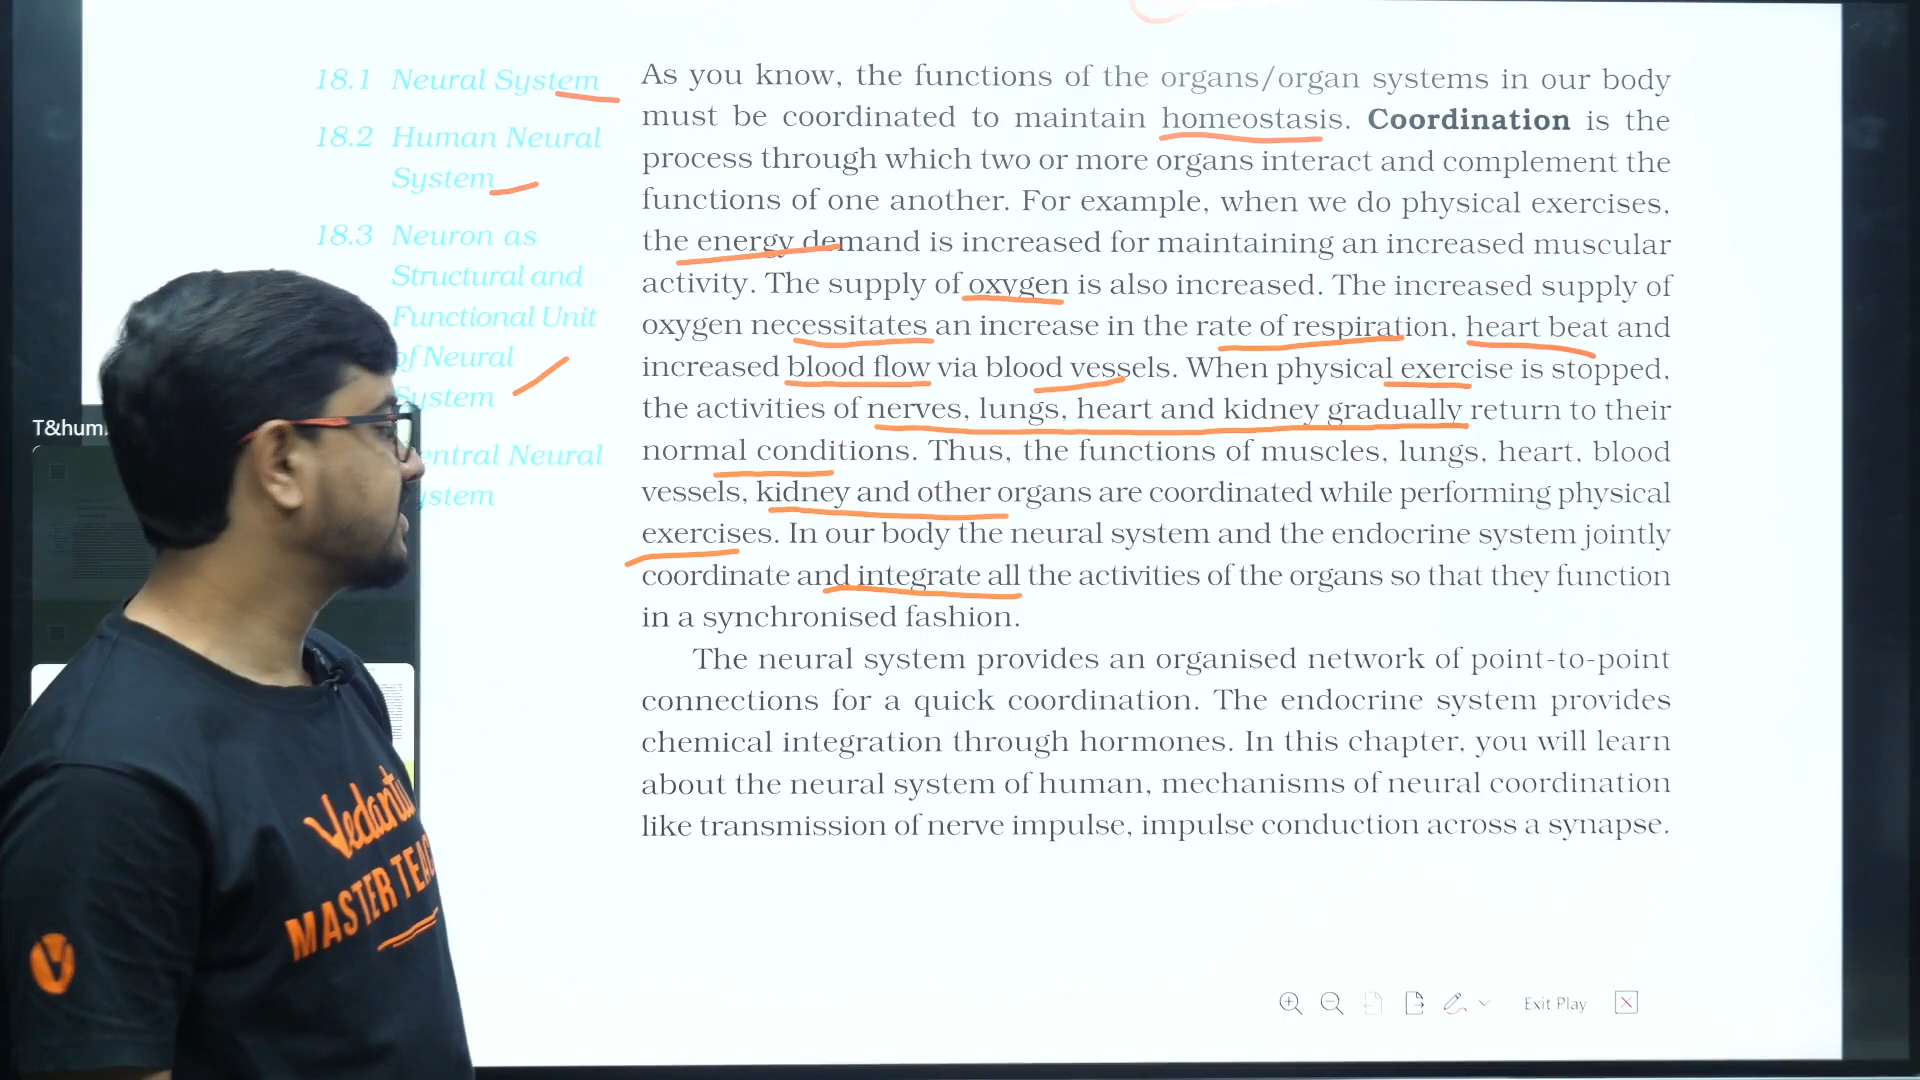 18.1 Neural System
18.2 Human Neural
System
18.3 Neuron as
Structural and
Functional Unit
of Neural
System
entral Neural
ystem
As you know, the functions of the organs/organ systems in our body
must be coordinated to maintain homeostasis. Coordination is the
process through which two or more organs interact and complement the
functions of one another. For example, when we do physical exercises,
the energy demand is increased for maintaining an increased muscular
activity. The supply of oxygen is also increased. The increased supply of
oxygen necessitates an increase in the rate of respiration, heart beat and
increased blood flow via blood vessels. When physical exercise is stopped,
the activities of nerves, lungs, heart and kidney gradually return to their
normal conditions. Thus, the functions of muscles, lungs, heart, blood
vessels, kidney and other organs are coordinated while performing physical
exercises. In our body the neural system and the endocrine system jointly
coordinate and integrate all the activities of the organs so that they function
in a synchronised fashion.
The neural system provides an organised network of point-to-point
connections for a quick coordination. The endocrine system provides
chemical integration through hormones. In this chapter, you will learn
about the neural system of human, mechanisms of neural coordination
like transmission of nerve impulse, impulse conduction across a synapse.
T&hum.
Vedantu
MASTER TEAC
Exit Play